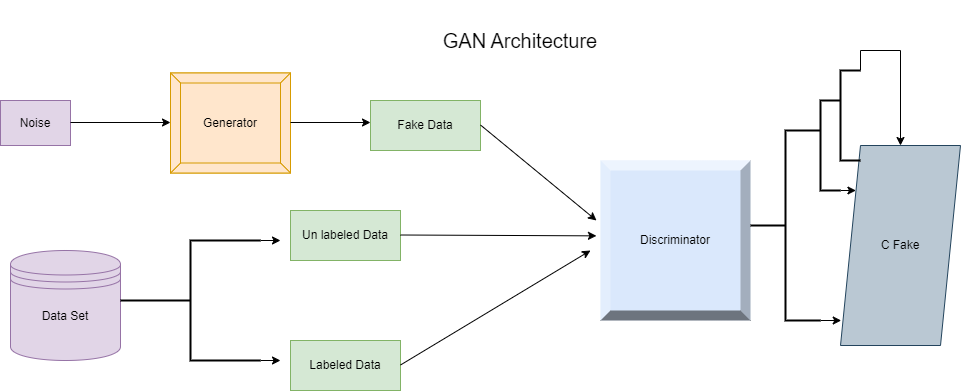 GAN Architecture
Noise
Generator
Fake Data
Un labeled Data
Discriminator
C Fake
Data Set
Labeled Data